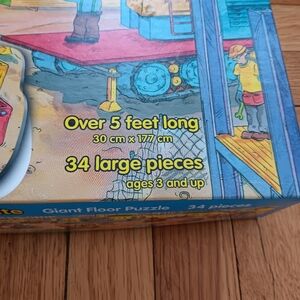 Over 5 feet long
30 cm x 177 cm
34 large pieces
ages 3 and up
Giant Floor Puzzle 34 pieces